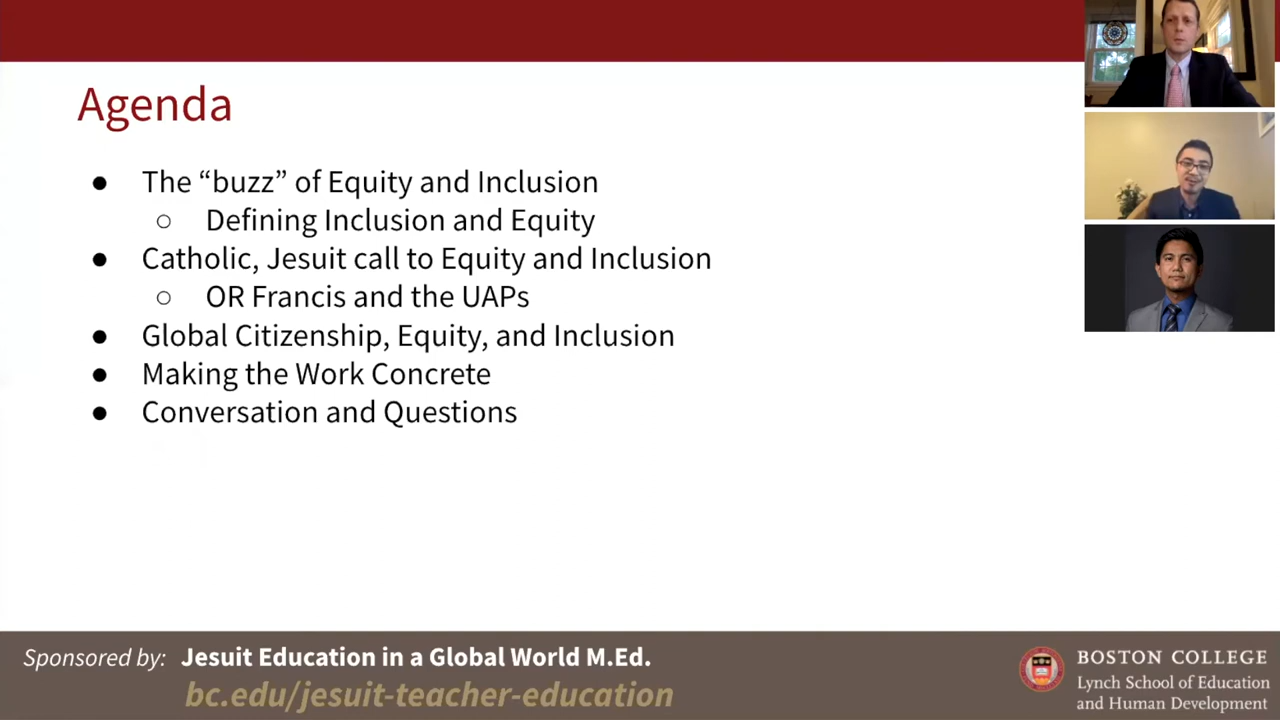 Agenda
● The “buzz” of Equity and Inclusion
○ Defining Inclusion and Equity
● Catholic, Jesuit call to Equity and Inclusion
○ OR Francis and the UAPs
● Global Citizenship, Equity, and Inclusion
● Making the Work Concrete
● Conversation and Questions
Sponsored by: Jesuit Education in a Global World M.Ed.
bc.edu/jesuit-teacher-education
BOSTON COLLEGE
Lynch School of Education
and Human Development